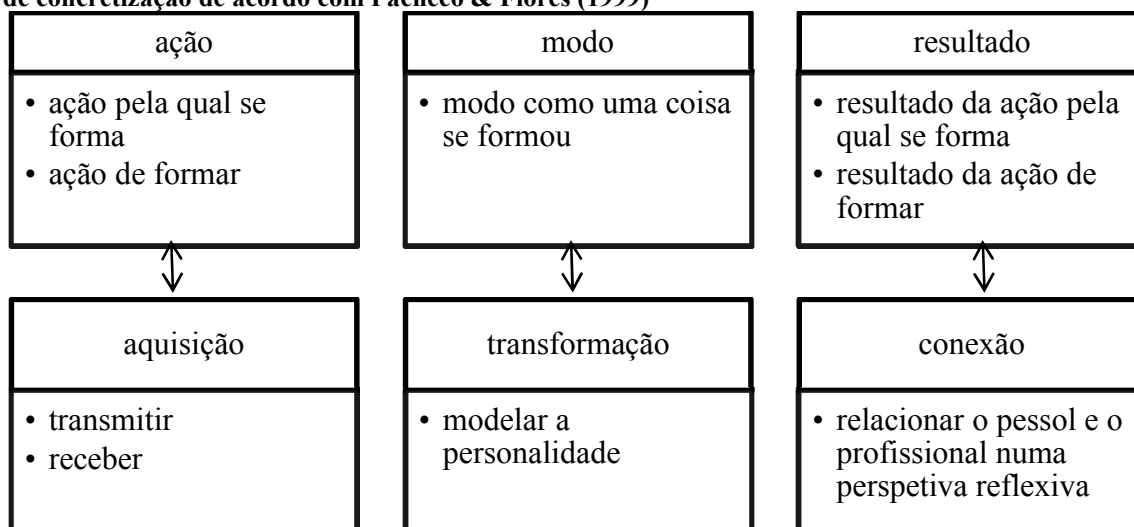 de concretização de acordo com Pacheco & Flores (1999)
ação
• ação pela qual se
forma
• ação de formar
modo
• modo como uma coisa
se formou
resultado
• resultado da ação pela
qual se forma
• resultado da ação de
formar
aquisição
• transmitir
• receber
transformação
• modelar a
personalidade
conexão
• relacionar o pessol e o
profissional numa
perspetiva reflexiva